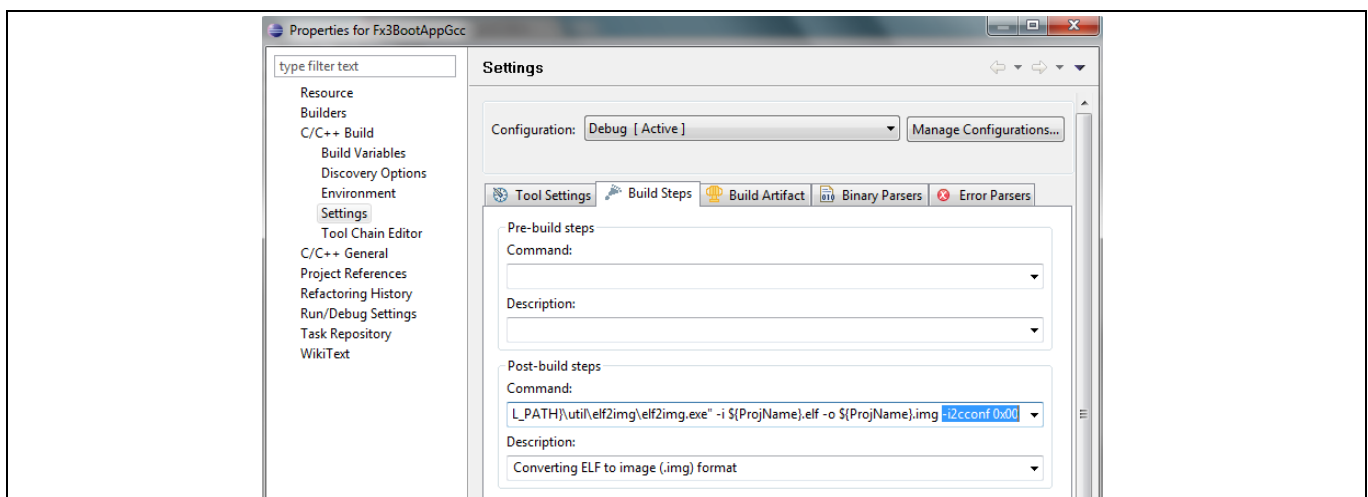 Properties for Fx3BootAppGcc
type filter text
Resource
Builders
C/C++ Build
Build Variables
Discovery Options
Environment
Settings
Tool Chain Editor
C/C++ General
Project References
Refactoring History
Run/Debug Settings
Task Repository
WikiText
Settings
Configuration: Debug [ Active ] Manage Configurations...
Tool Settings Build Steps Build Artifact Binary Parsers Error Parsers
Pre-build steps
Command:
Description:
Post-build steps
Command:
L_PATH}\util\elf2img\elf2img.exe" -i ${ProjName}.elf -o ${ProjName}.img -i2cconf 0x00
Description:
Converting ELF to image (.img) format